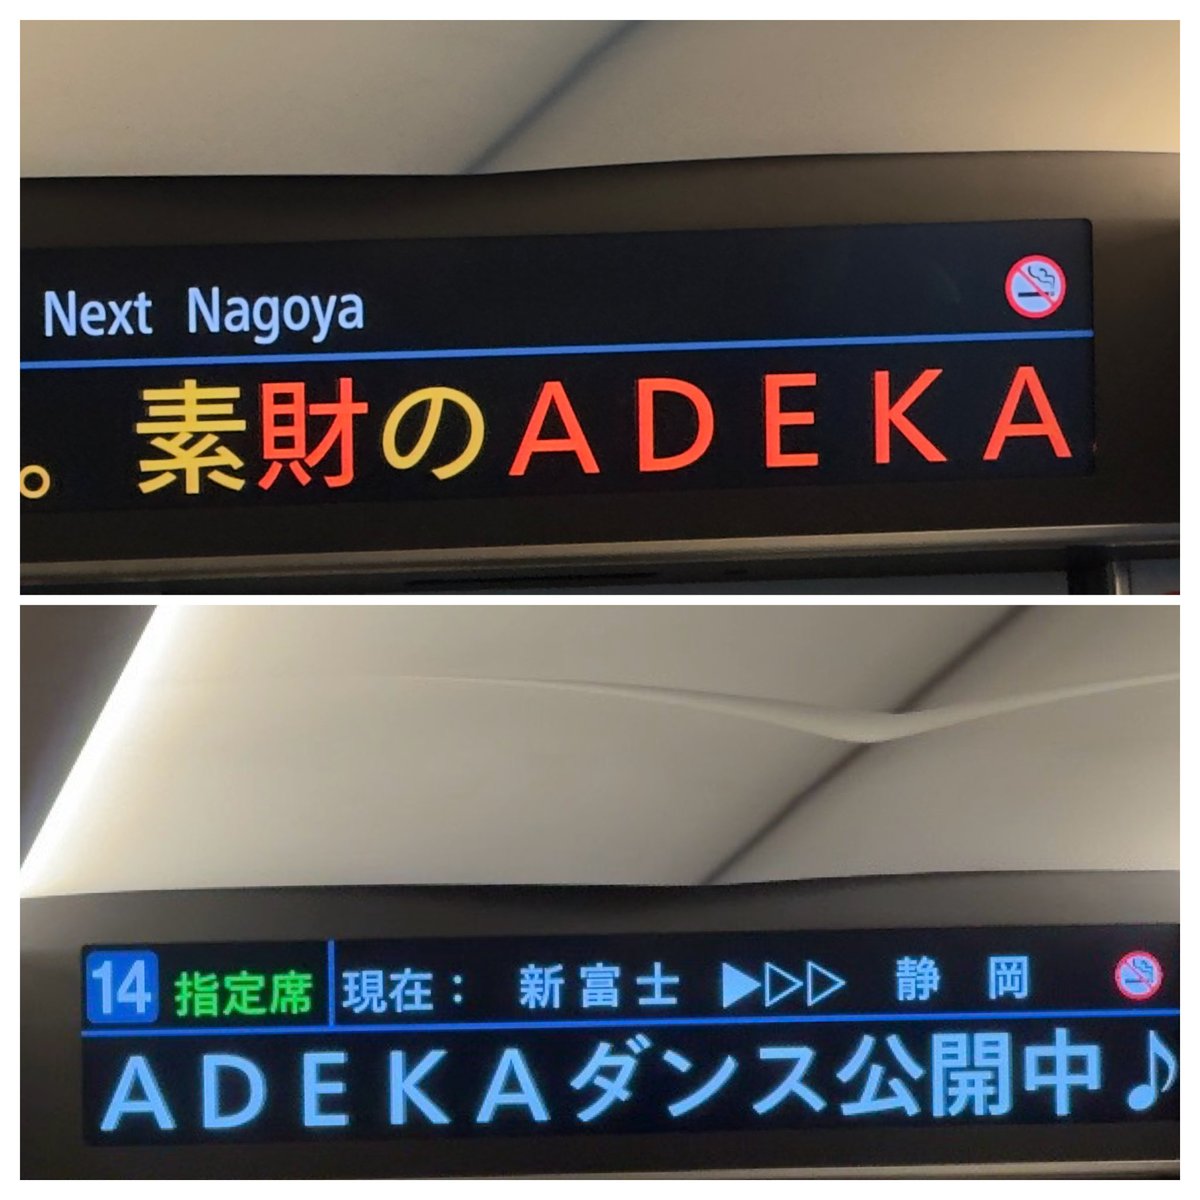 Next Nagoya
。 素財のADEKA
14 指定席 現在: 新富士 ▶▷▷ 静岡
ADEKAダンス公開中♪